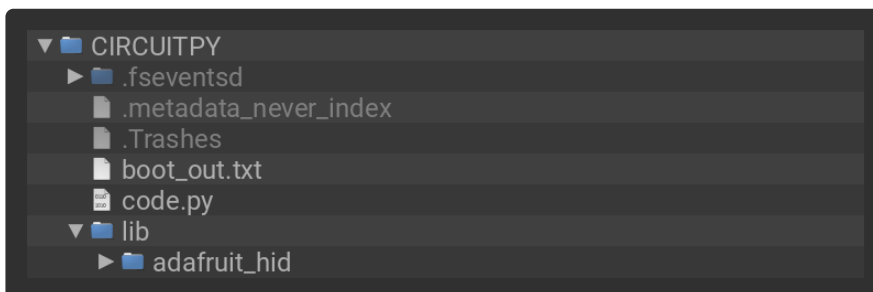 CIRCUITPY
.fseventsd
.metadata_never_index
.Trashes
boot_out.txt
code.py
lib
adafruit_hid